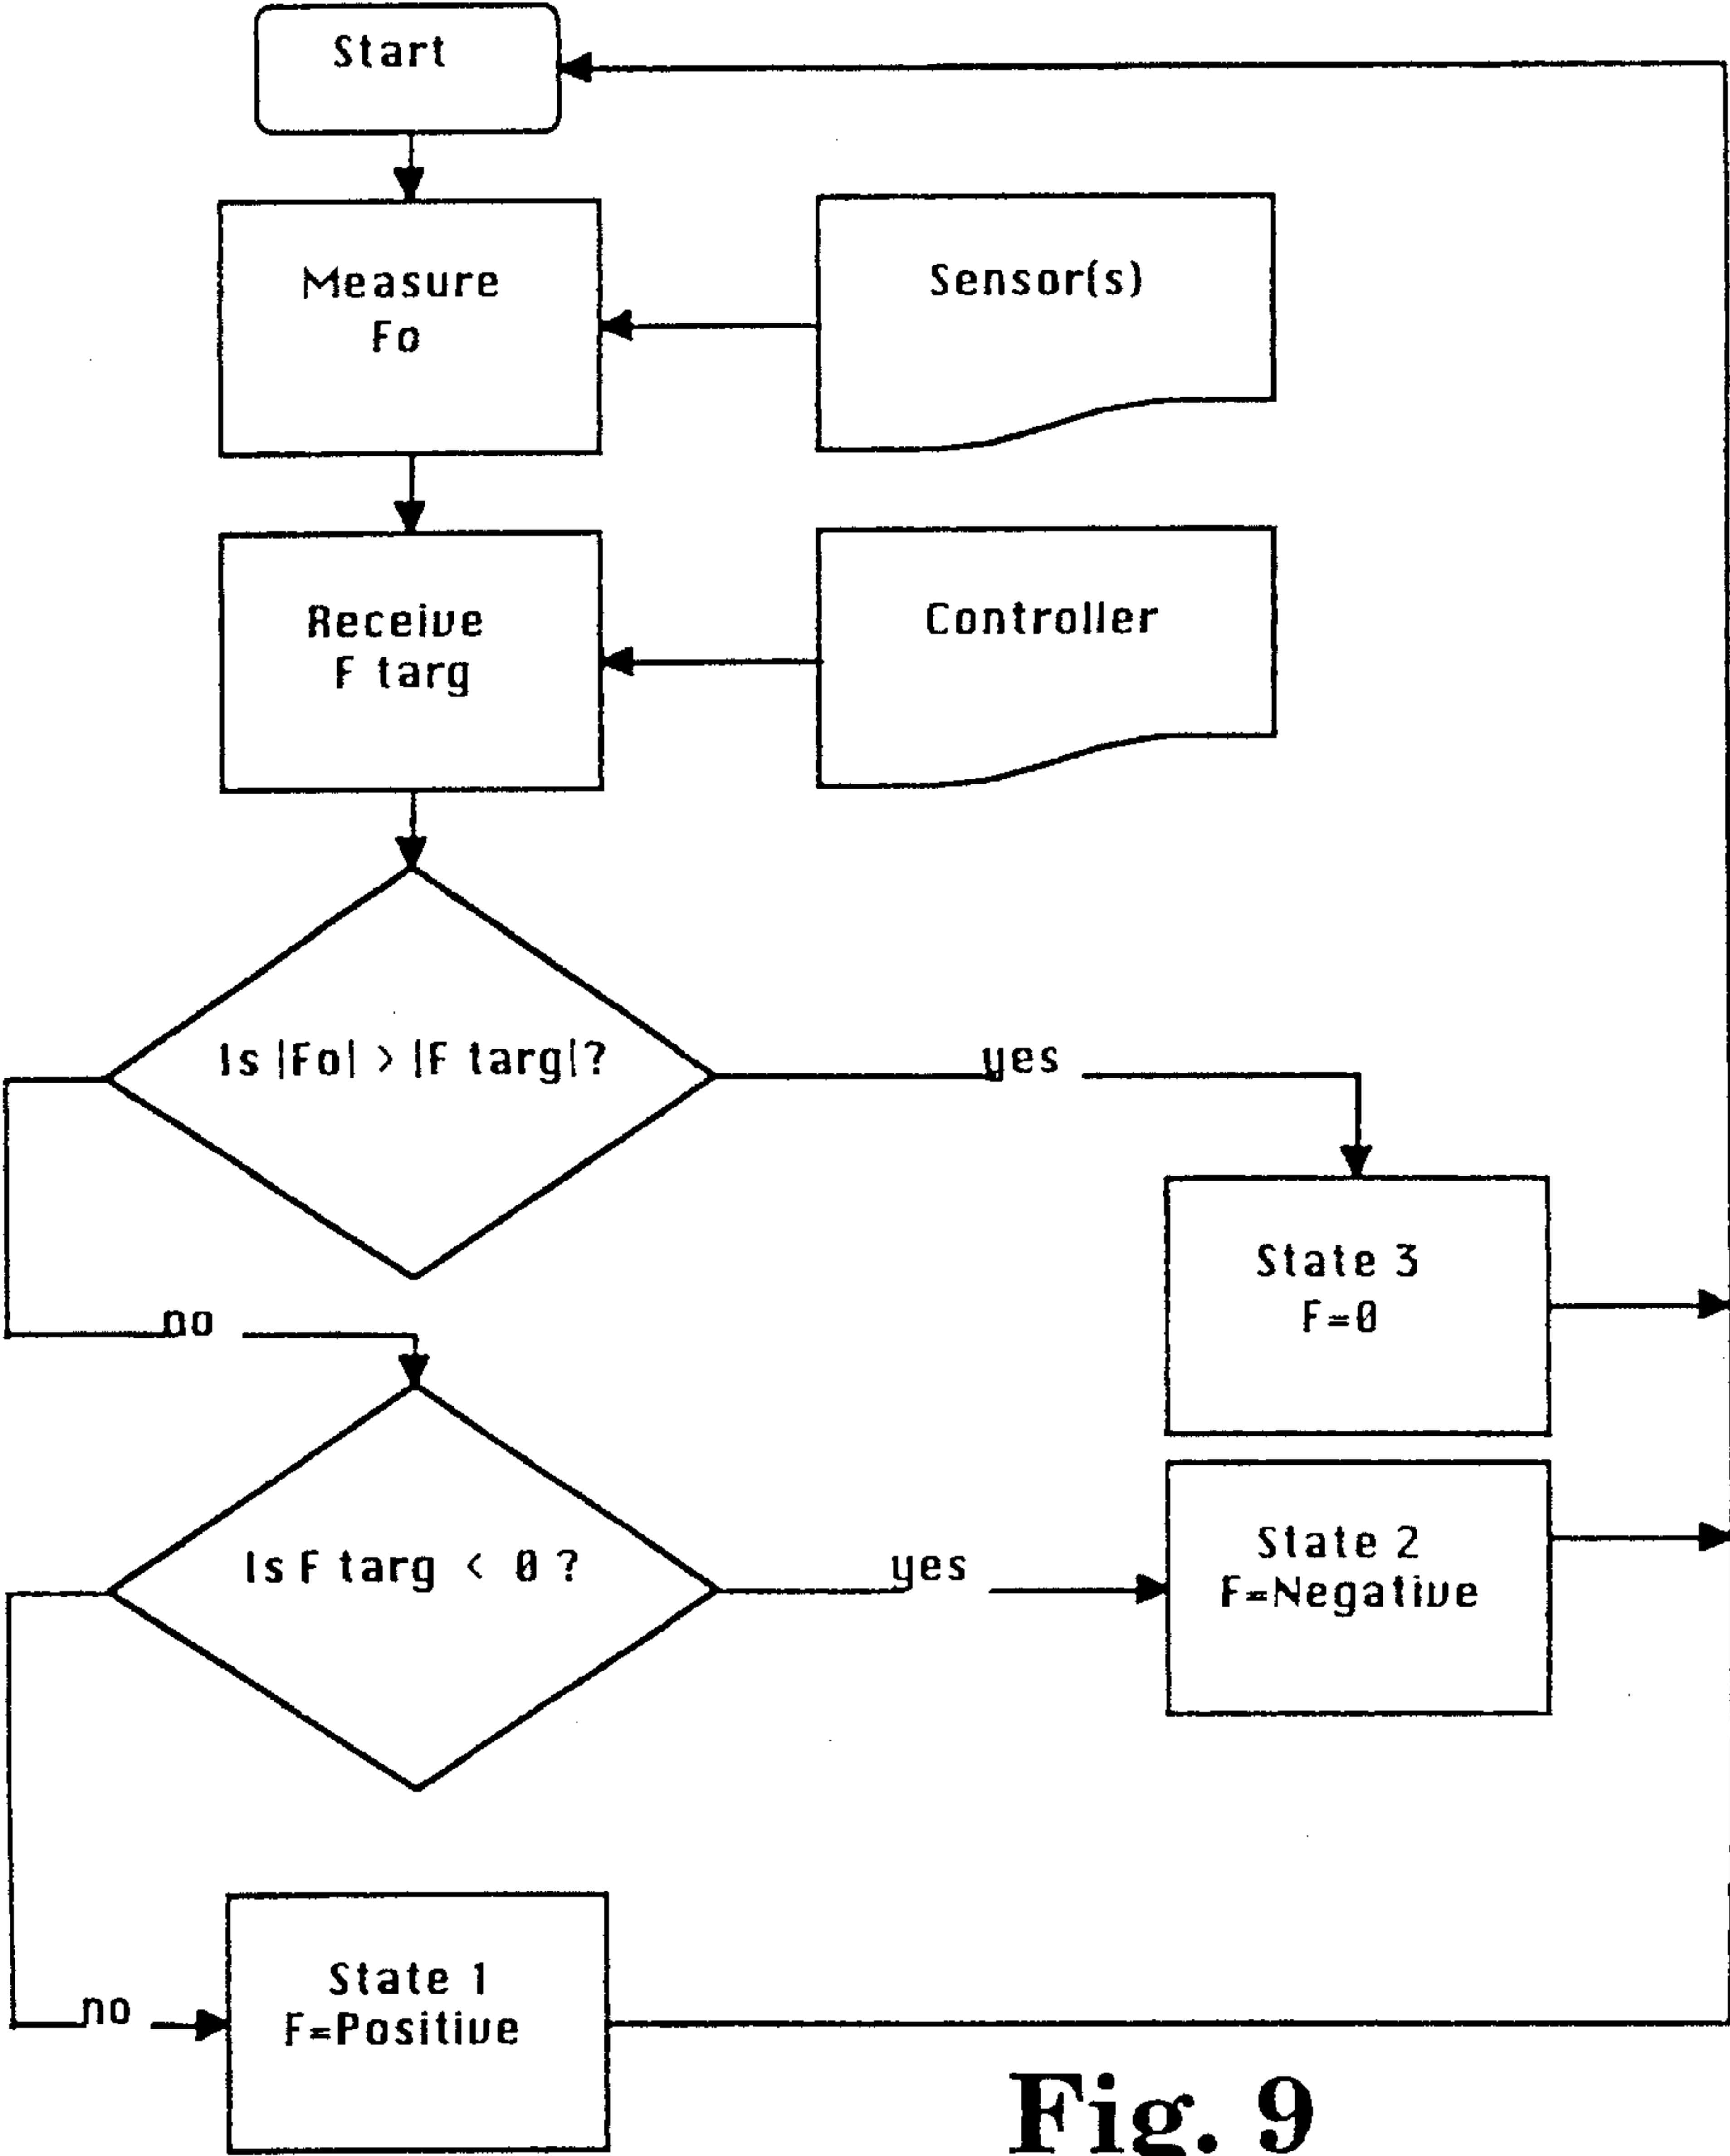 Start
Measure
Fo
Sensor(s)
Receive
F targ
Controller
Is |Fo| > |F targ|?
yes
no
State 3
F=0
Is F targ < 0 ?
yes
State 2
F=Negative
no
State 1
F=Positive
Fig. 9